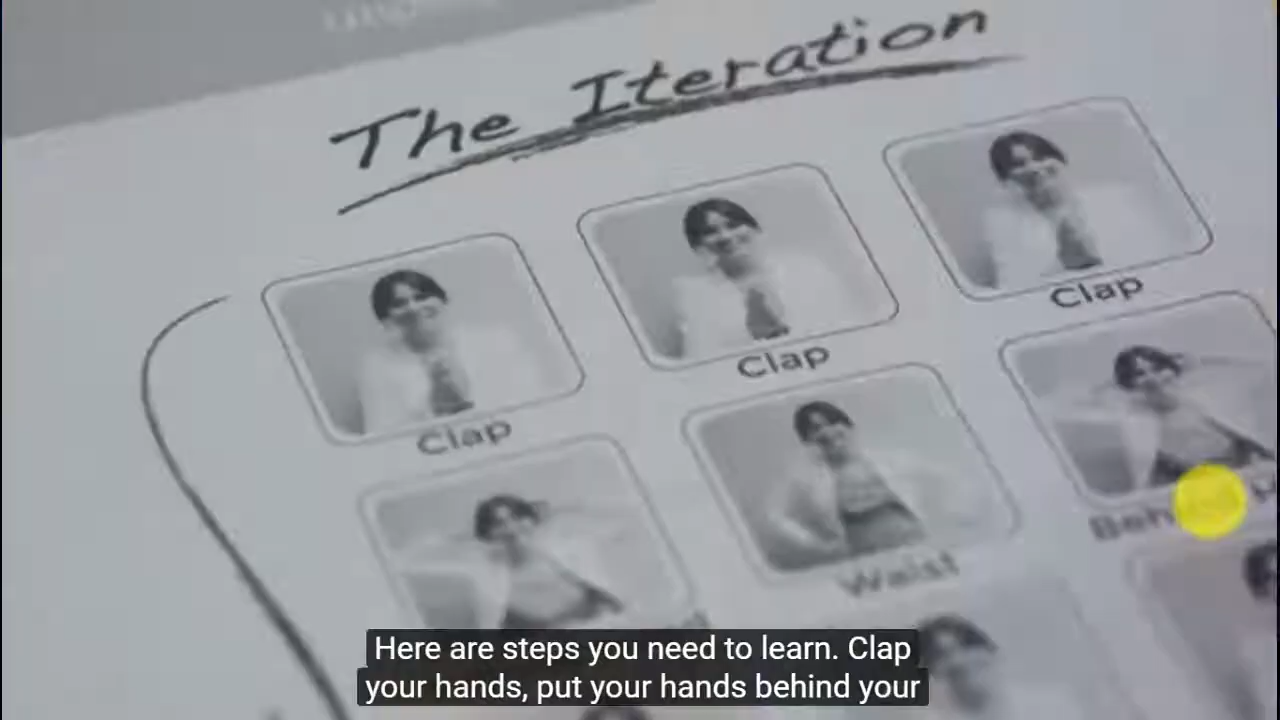 The Iteration
Clap
Clap
Clap
Waist
Here are steps you need to learn. Clap
your hands, put your hands behind your